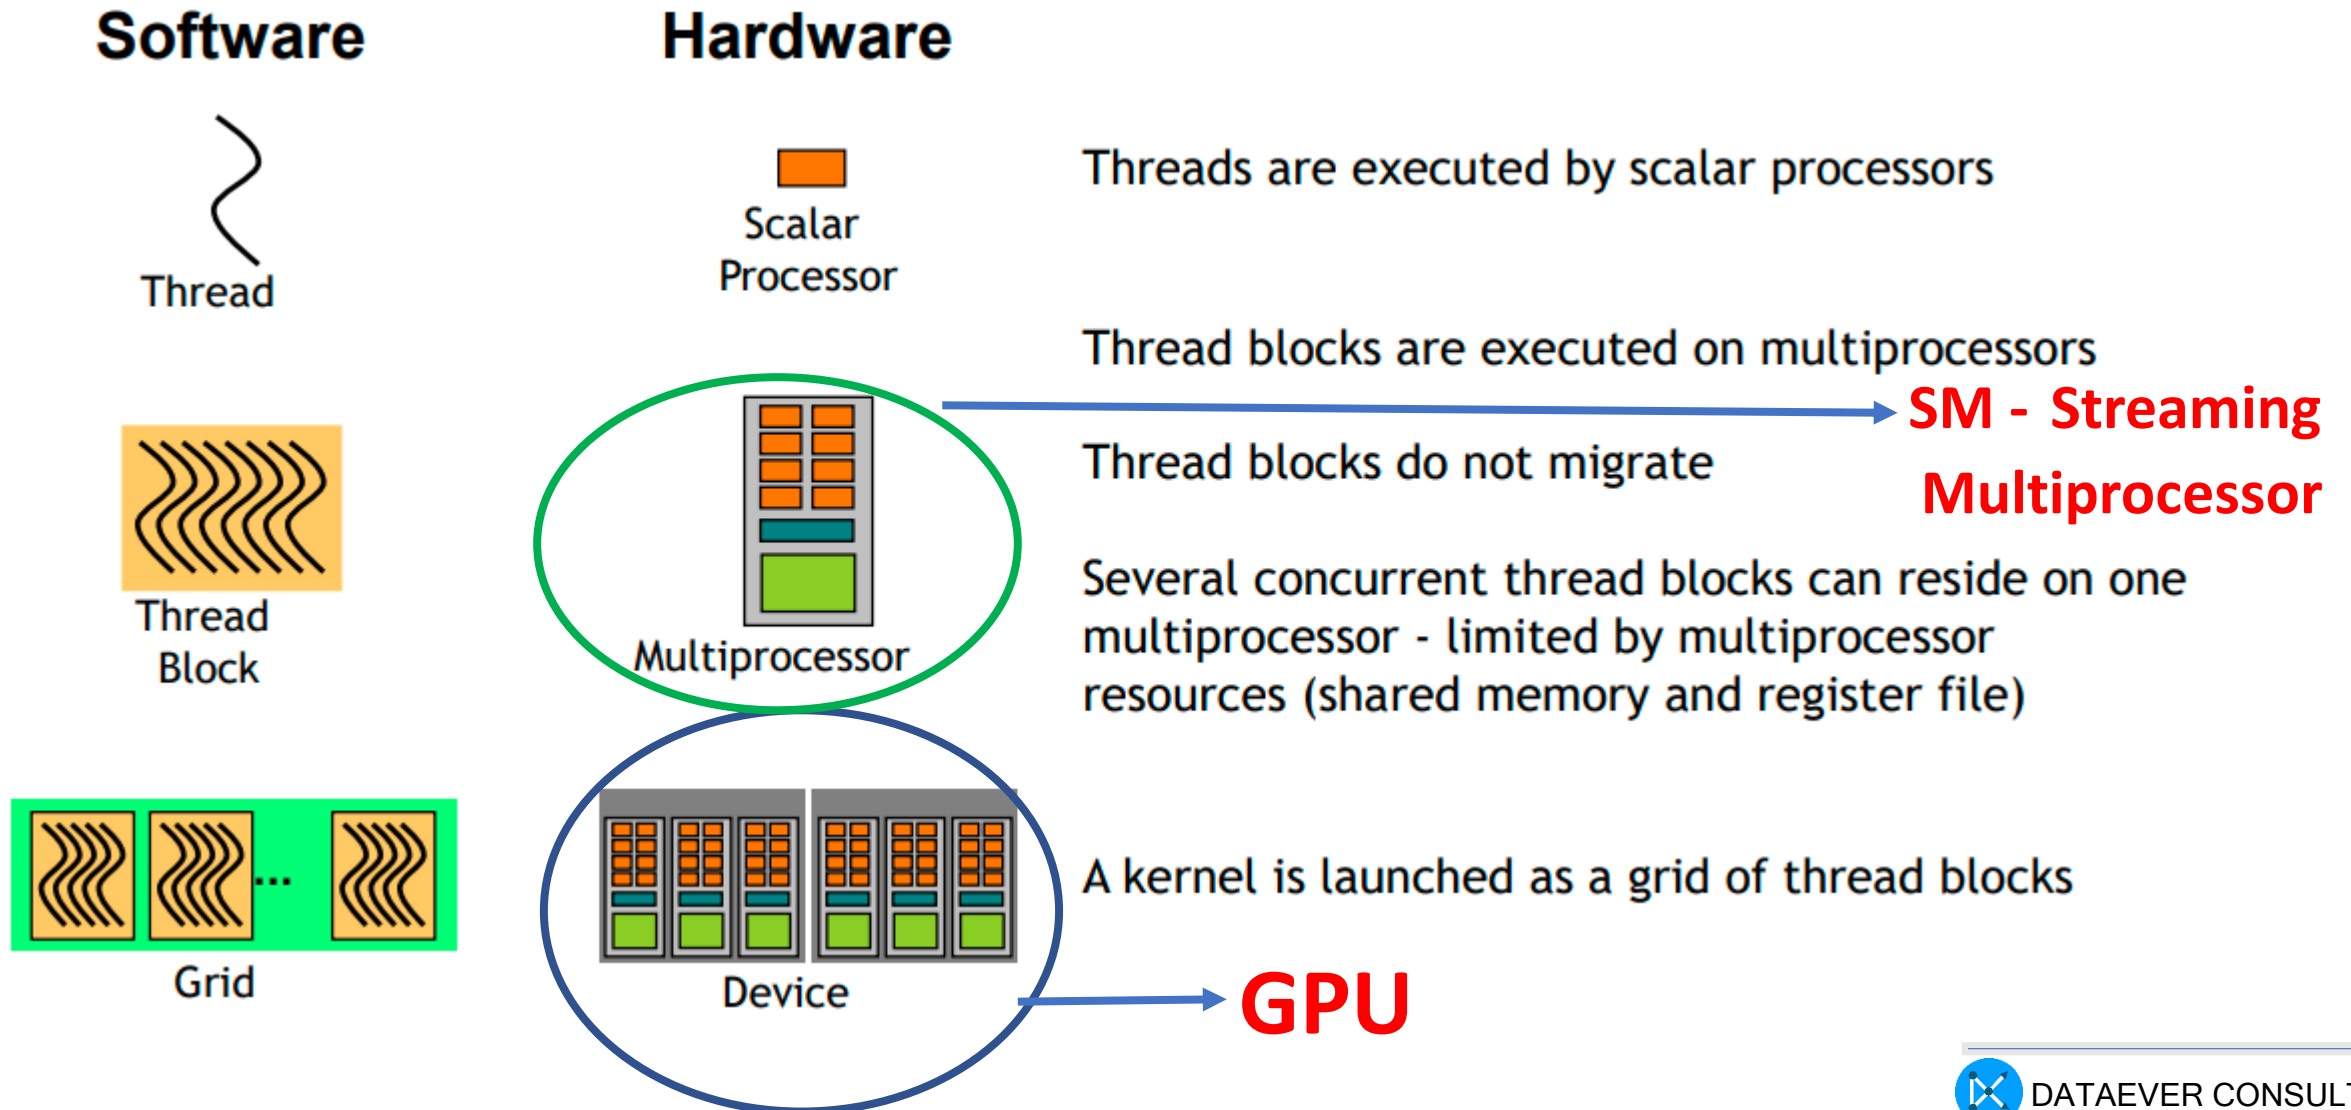 Software
Hardware
Thread
Scalar
Processor
Threads are executed by scalar processors
Thread
Block
Multiprocessor
Thread blocks are executed on multiprocessors
SM - Streaming
Multiprocessor
Thread blocks do not migrate
Several concurrent thread blocks can reside on one
multiprocessor - limited by multiprocessor
resources (shared memory and register file)
...
Grid
Device
A kernel is launched as a grid of thread blocks
GPU
DATAEVER